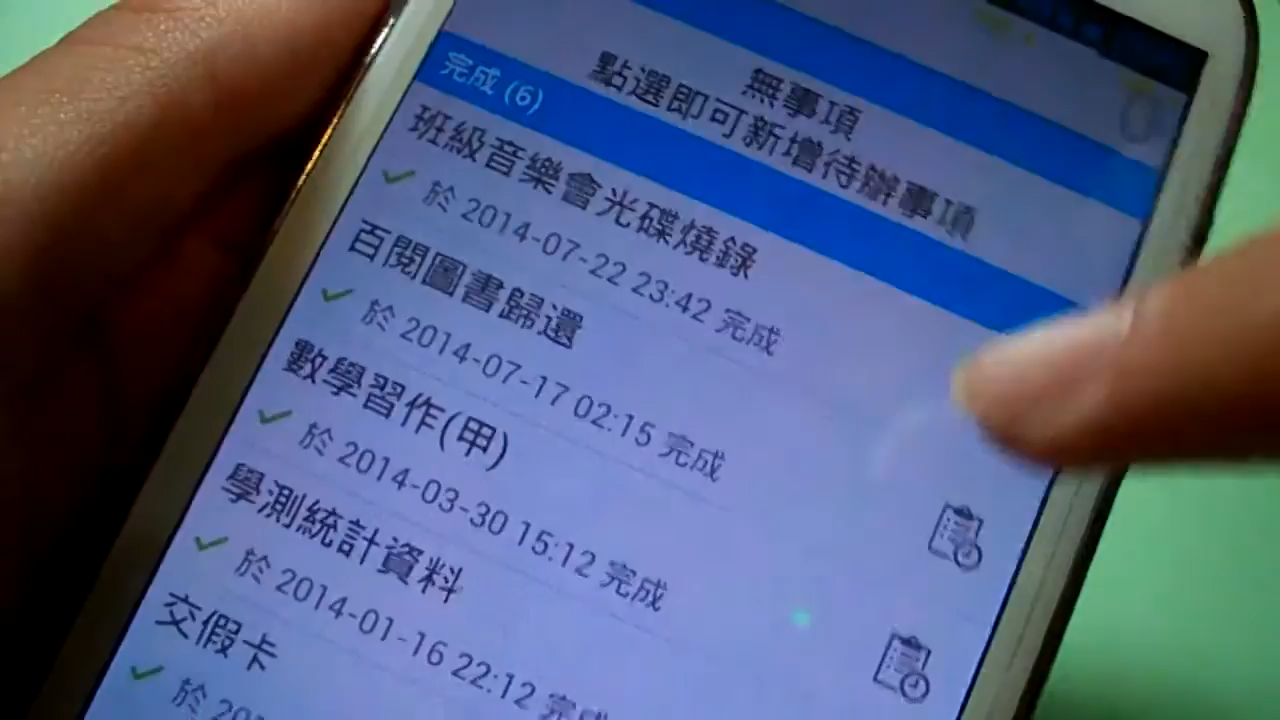 0
無事項
點選即可新增待辦事項
完成 (6)
班級音樂會光碟燒錄
於 2014-07-22 23:42 完成
百閱圖書歸還
於 2014-07-17 02:15 完成
數學習作(甲)
於 2014-03-30 15:12 完成
學測統計資料
於 2014-01-16 22:12 完成
交假卡
於